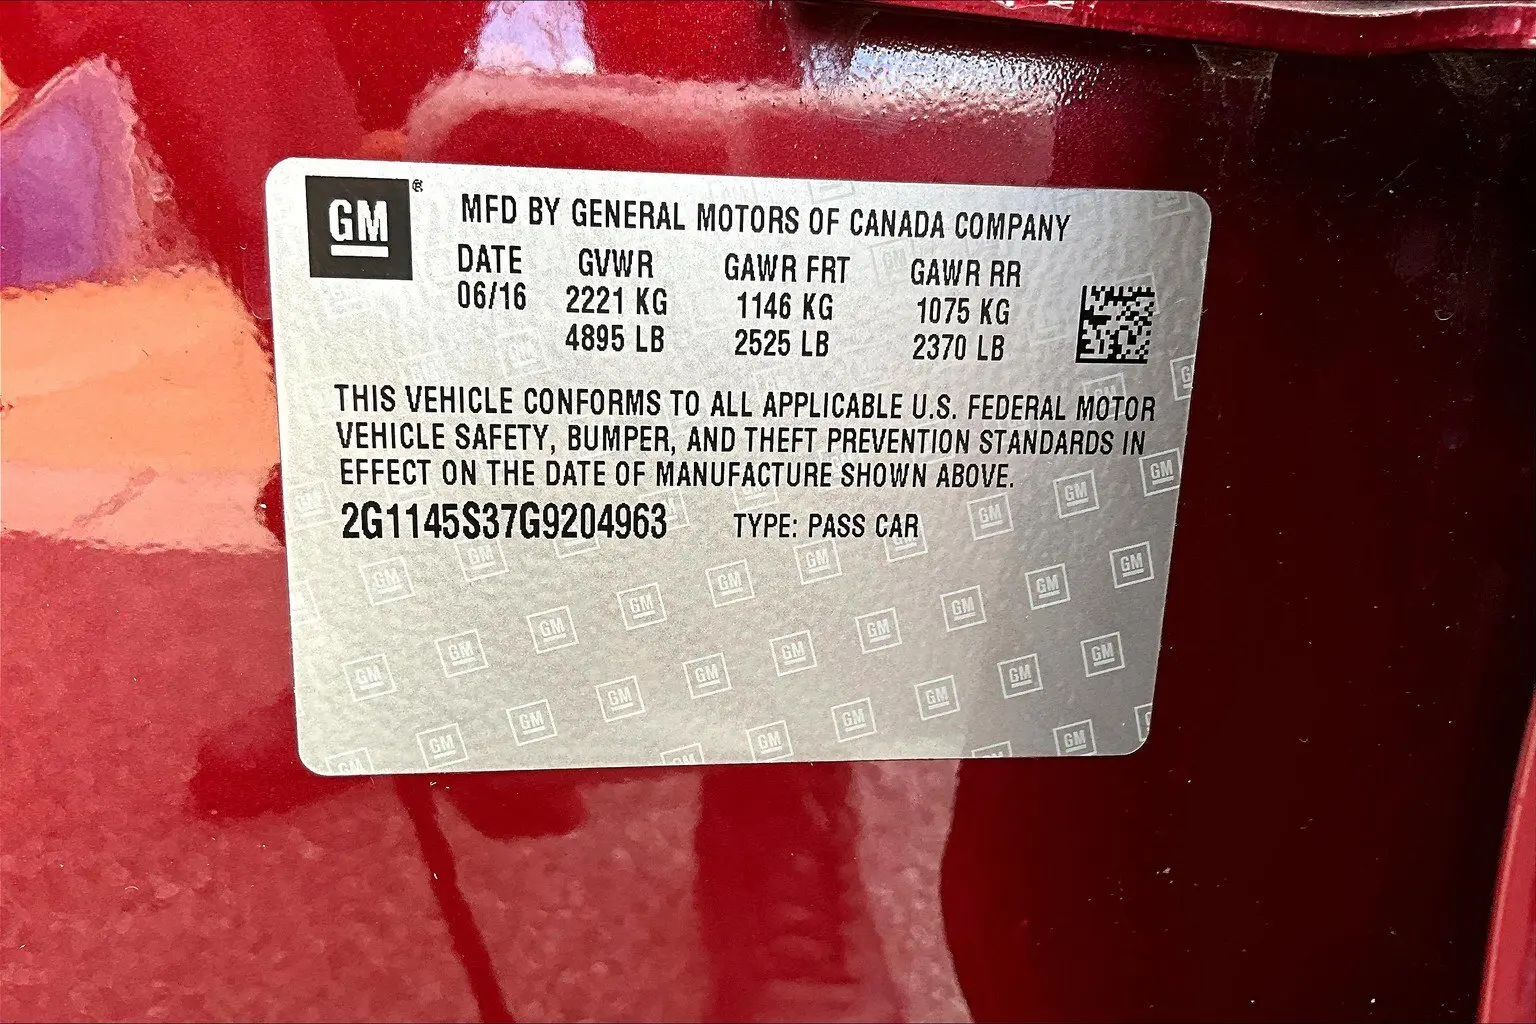 GM®
MFD BY GENERAL MOTORS OF CANADA COMPANY
DATE GVWR GAWR FRT GAWR RR
06/16 2221 KG 1146 KG 1075 KG
4895 LB 2525 LB 2370 LB
THIS VEHICLE CONFORMS TO ALL APPLICABLE U.S. FEDERAL MOTOR
VEHICLE SAFETY, BUMPER, AND THEFT PREVENTION STANDARDS IN
EFFECT ON THE DATE OF MANUFACTURE SHOWN ABOVE.
2G1145S37G9204963 TYPE: PASS CAR